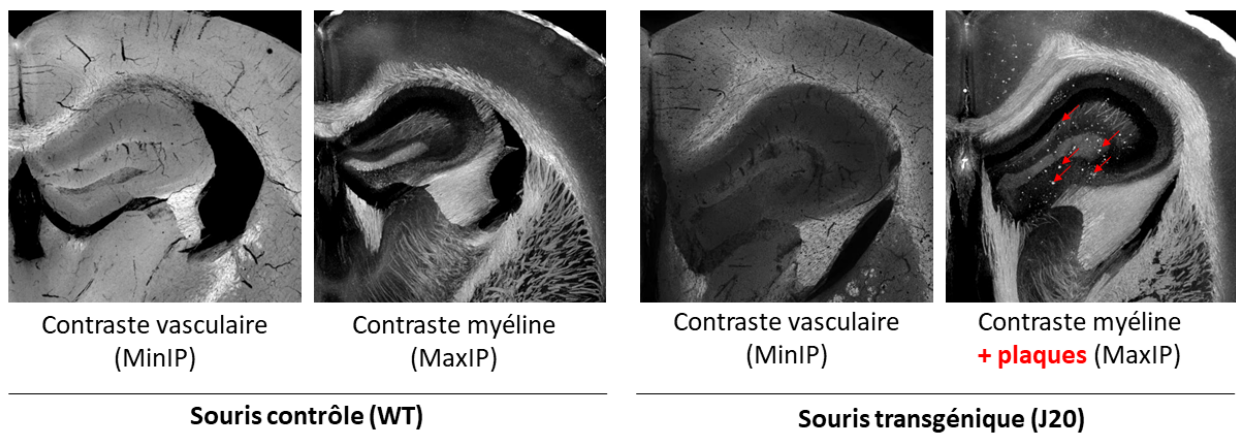 Contraste vasculaire
(MinIP)
Contraste myéline
(MaxIP)
Contraste vasculaire
(MinIP)
Contraste myéline
+ plaques (MaxIP)
Souris contrôle (WT)
Souris transgénique (J20)